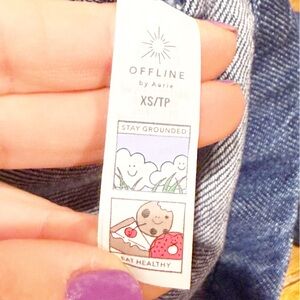 OFFLINE
by Aerie
XS/TP
STAY GROUNDED
EAT HEALTHY